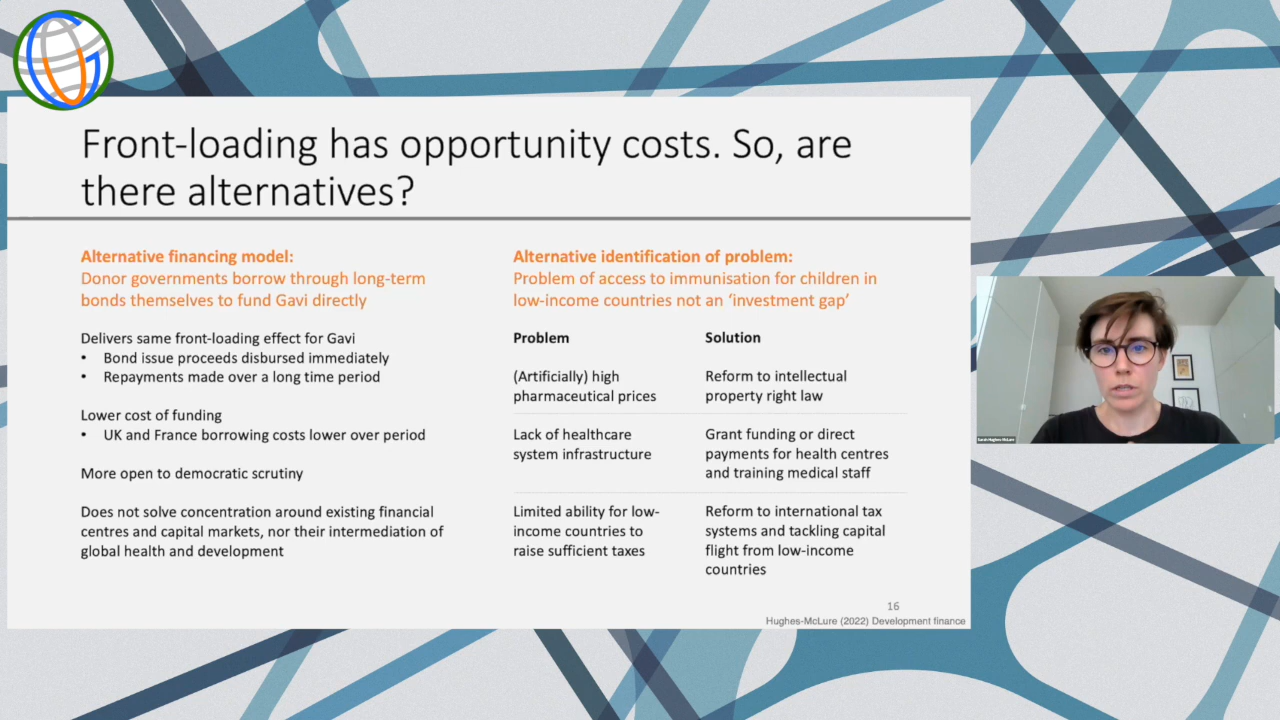 Front-loading has opportunity costs. So, are
there alternatives?
Alternative financing model:
Donor governments borrow through long-term
bonds themselves to fund Gavi directly
Delivers same front-loading effect for Gavi
• Bond issue proceeds disbursed immediately
• Repayments made over a long time period
Lower cost of funding
• UK and France borrowing costs lower over period
More open to democratic scrutiny
Does not solve concentration around existing financial
centres and capital markets, nor their intermediation of
global health and development
Alternative identification of problem:
Problem of access to immunisation for children in
low-income countries not an ‘investment gap’
Problem
Solution
(Artificially) high
pharmaceutical prices
Reform to intellectual
property right law
Lack of healthcare
system infrastructure
Grant funding or direct
payments for health centres
and training medical staff
Limited ability for low-
income countries to
raise sufficient taxes
Reform to international tax
systems and tackling capital
flight from low-income
countries
16
Hughes-McLure (2022) Development finance
Sarah Hughes-McLure